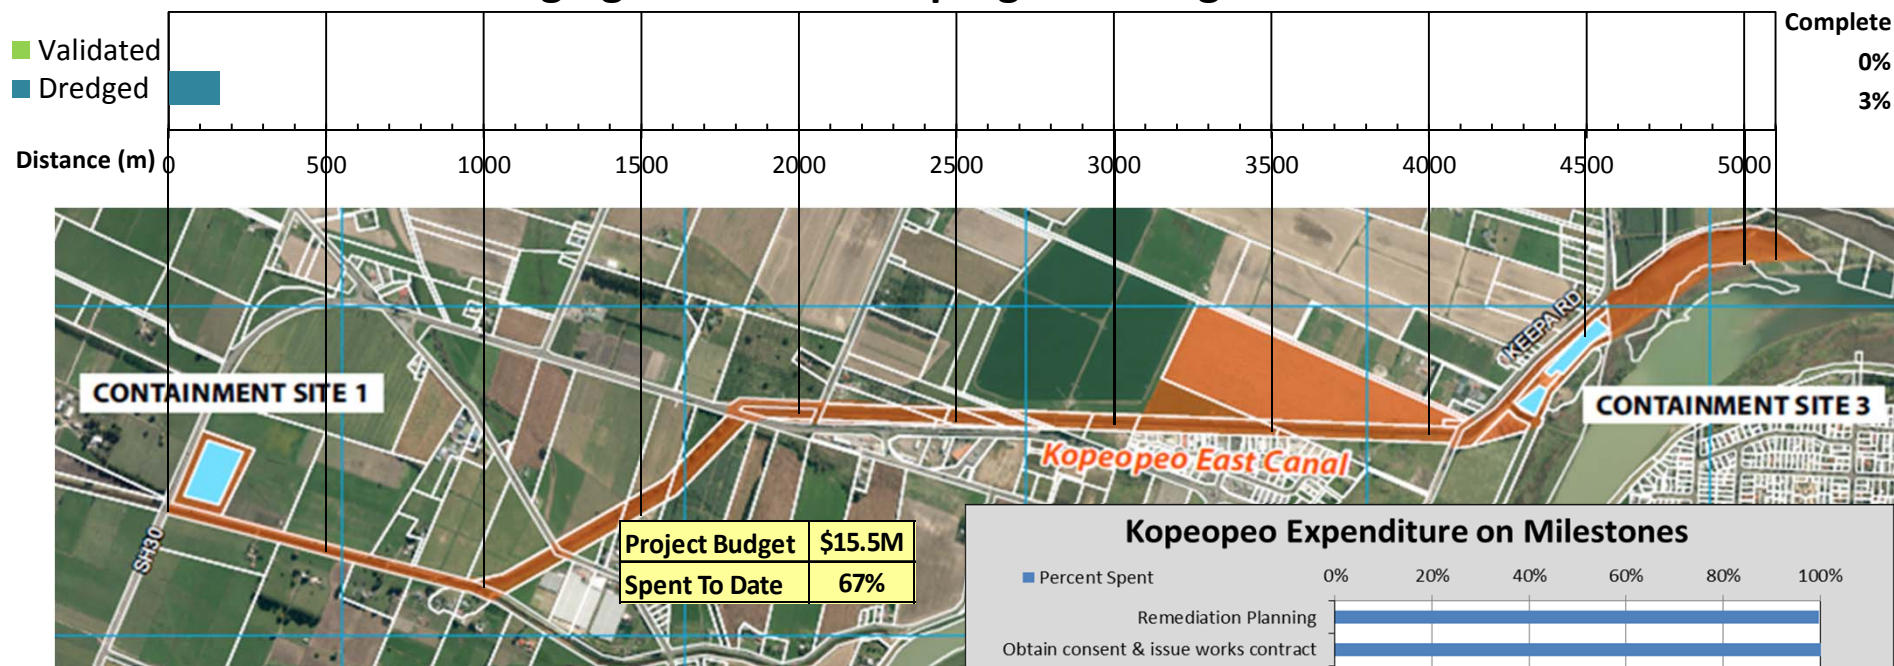 Complete
Validated
0%
Dredged
3%
Distance (m) 0 500 1000 1500 2000 2500 3000 3500 4000 4500 5000
KEEPA RD
CONTAINMENT SITE 1
CONTAINMENT SITE 3
Kopeopeo East Canal
SH30
Project Budget $15.5M
Spent To Date 67%
Kopeopeo Expenditure on Milestones
Percent Spent 0% 20% 40% 60% 80% 100%
Remediation Planning
Obtain consent & issue works contract